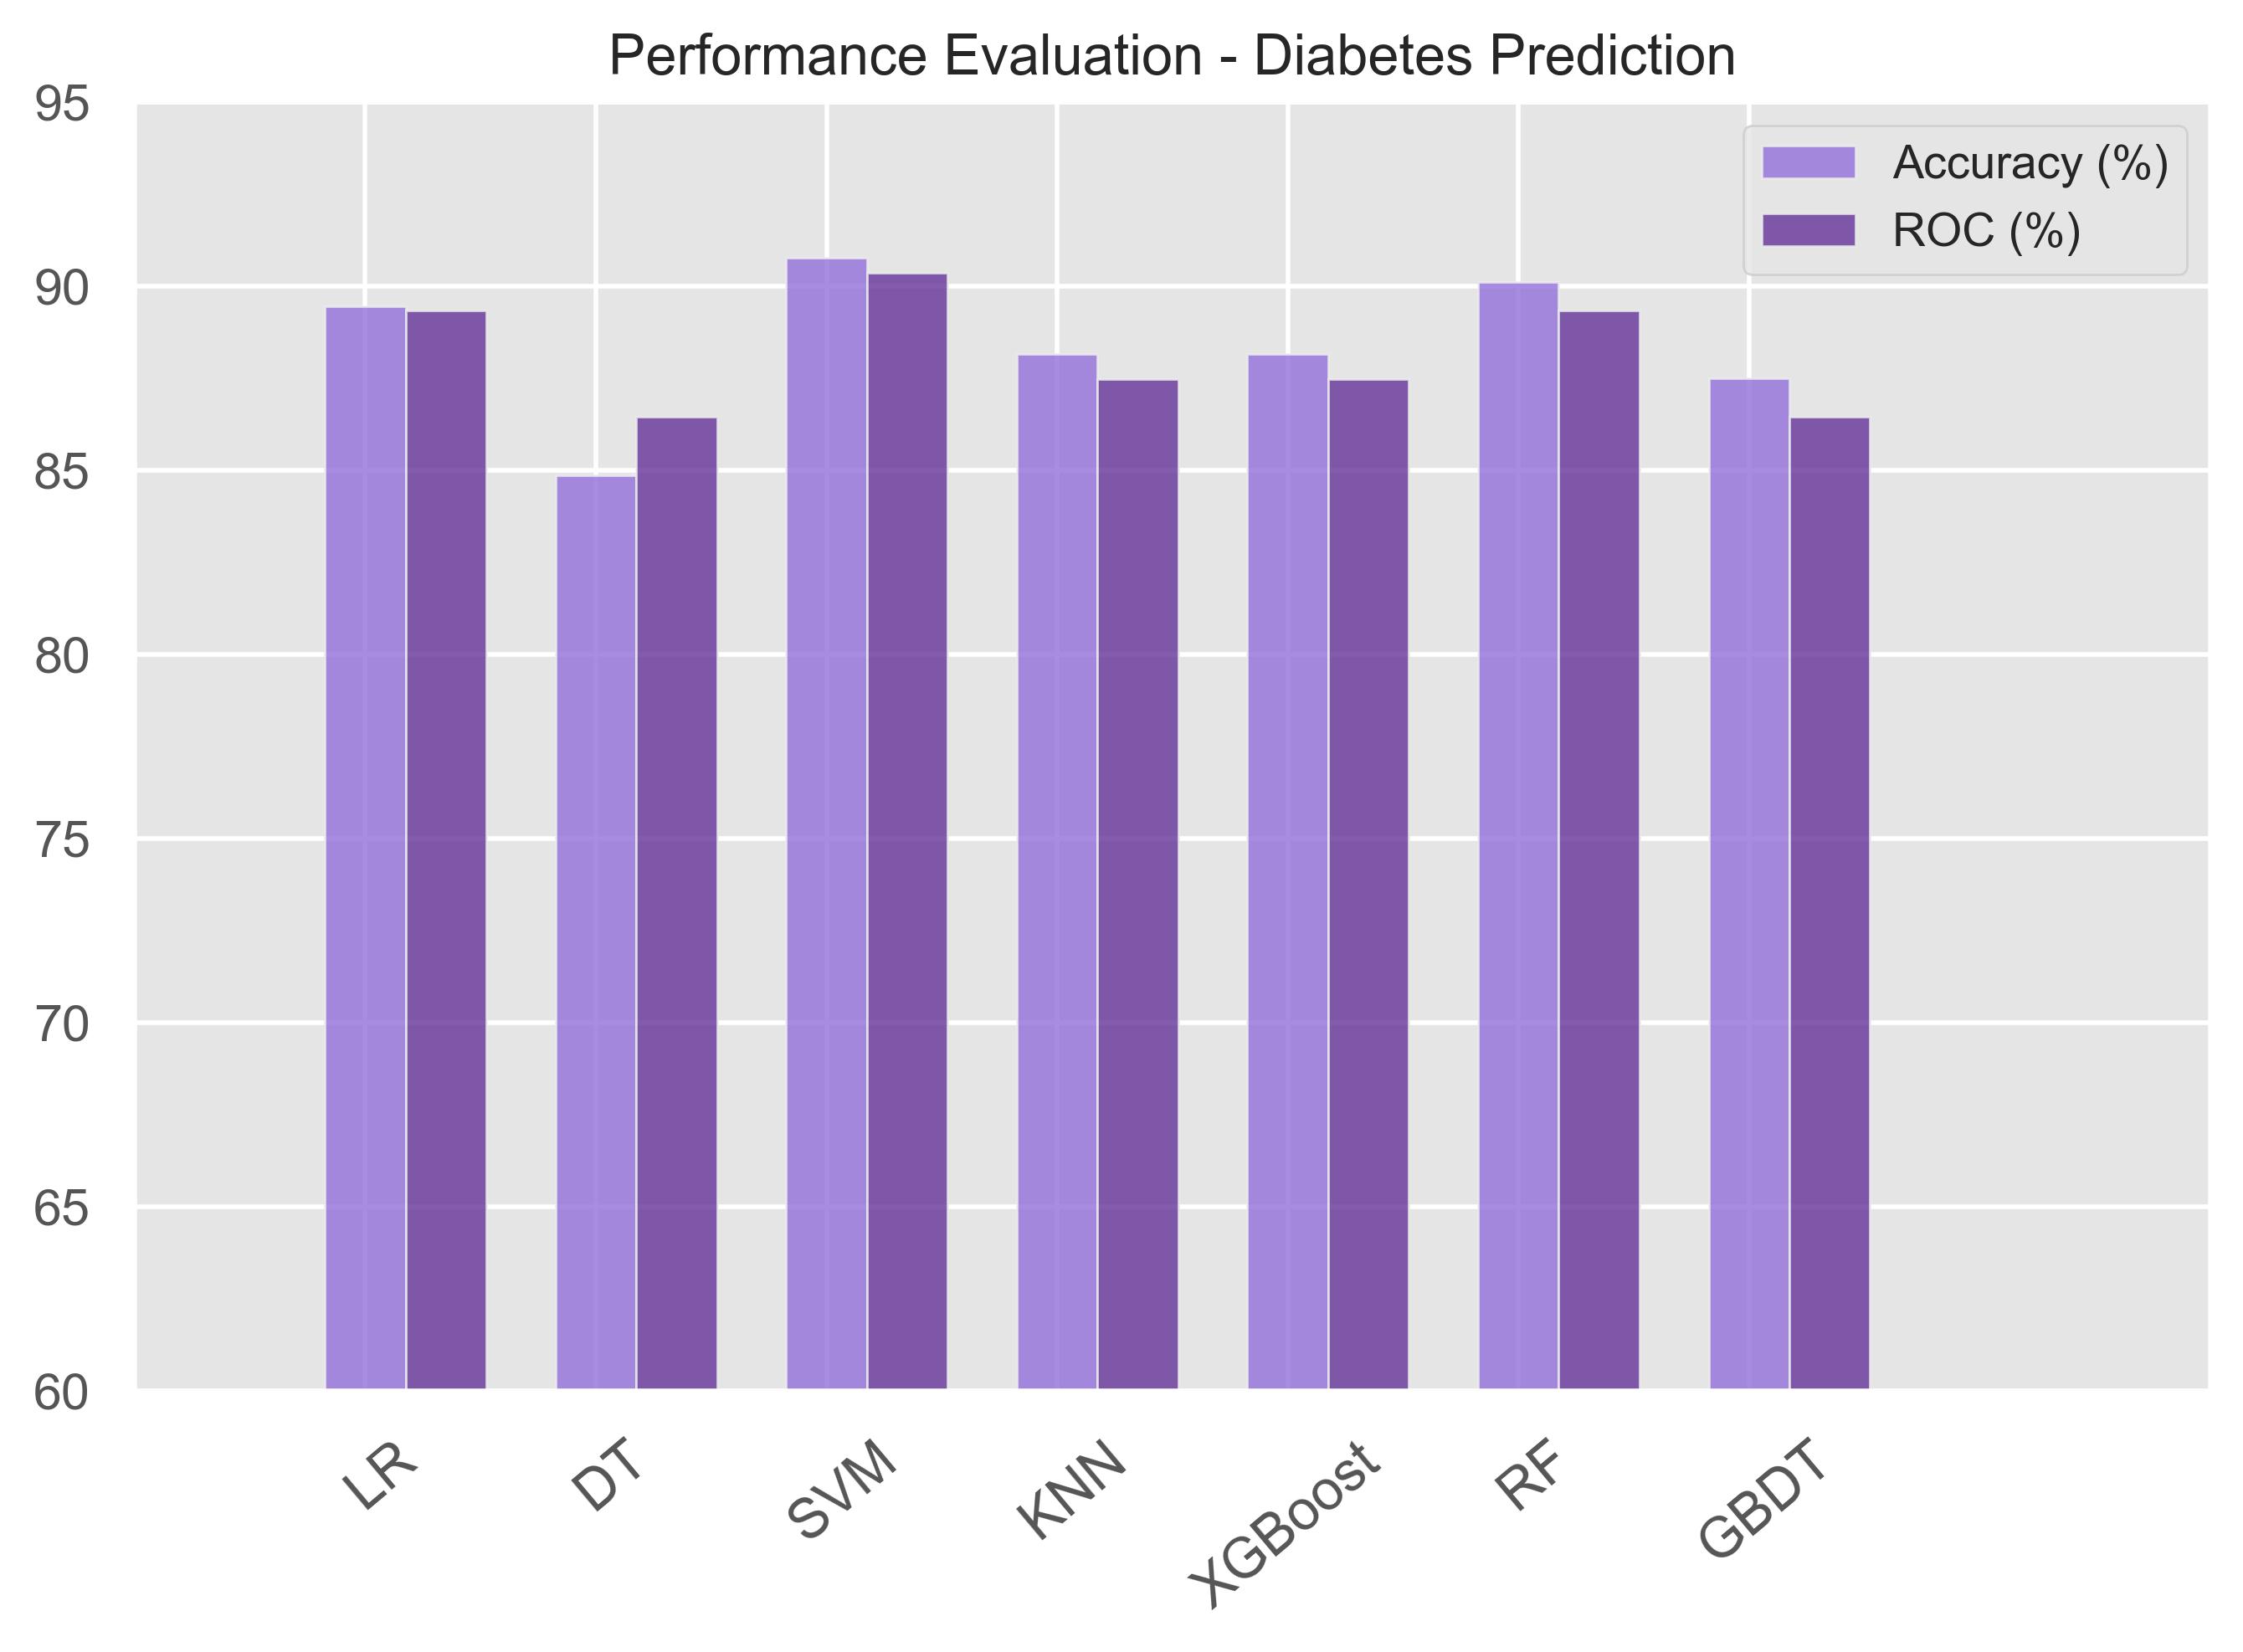 Performance Evaluation - Diabetes Prediction
95
90
85
80
75
70
65
60
Accuracy (%)
ROC (%)
LR
DT
SVM
KNN
XGBoost
RF
GBDT